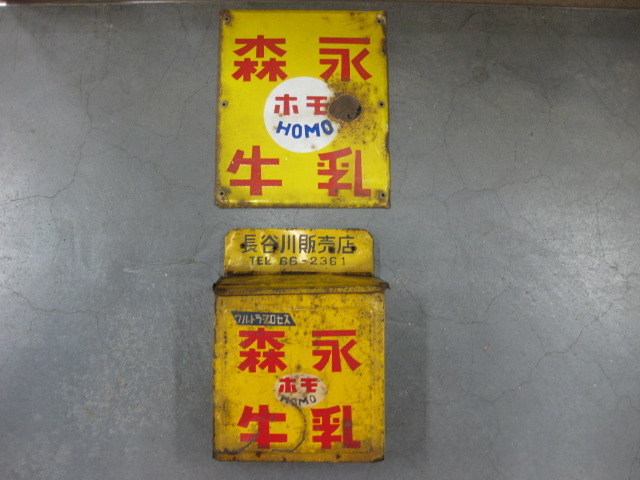 森永
ホモ
HOMO
牛乳
長谷川販売店
TEL 66-2361
ウルトラプロセス
森永
ホモ
HOMO
牛乳